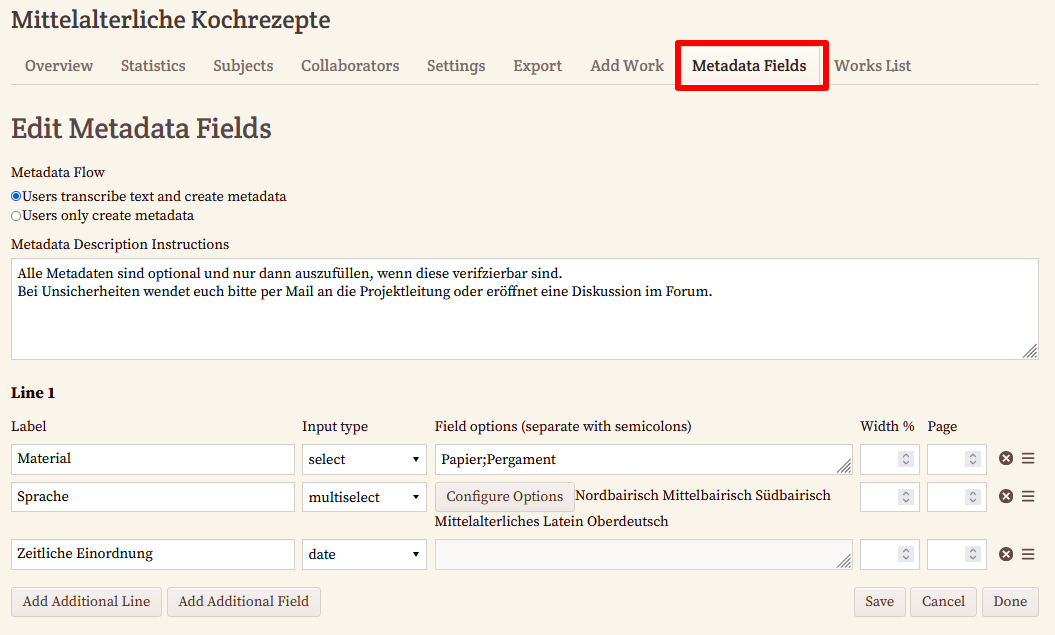 Mittelalterliche Kochrezepte
Overview Statistics Subjects Collaborators Settings Export Add Work Metadata Fields Works List
Edit Metadata Fields
Metadata Flow
Users transcribe text and create metadata
Users only create metadata
Metadata Description Instructions
Alle Metadaten sind optional und nur dann auszufüllen, wenn diese verifzierbar sind.
Bei Unsicherheiten wendet euch bitte per Mail an die Projektleitung oder eröffnet eine Diskussion im Forum.
Line 1
Label Input type Field options (separate with semicolons) Width % Page
Material select Papier;Pergament
Sprache multiselect Configure Options Nordbairisch Mittelbairisch Südbairisch
Mittelalterliches Latein Oberdeutsch
Zeitliche Einordnung date
Add Additional Line Add Additional Field Save Cancel Done